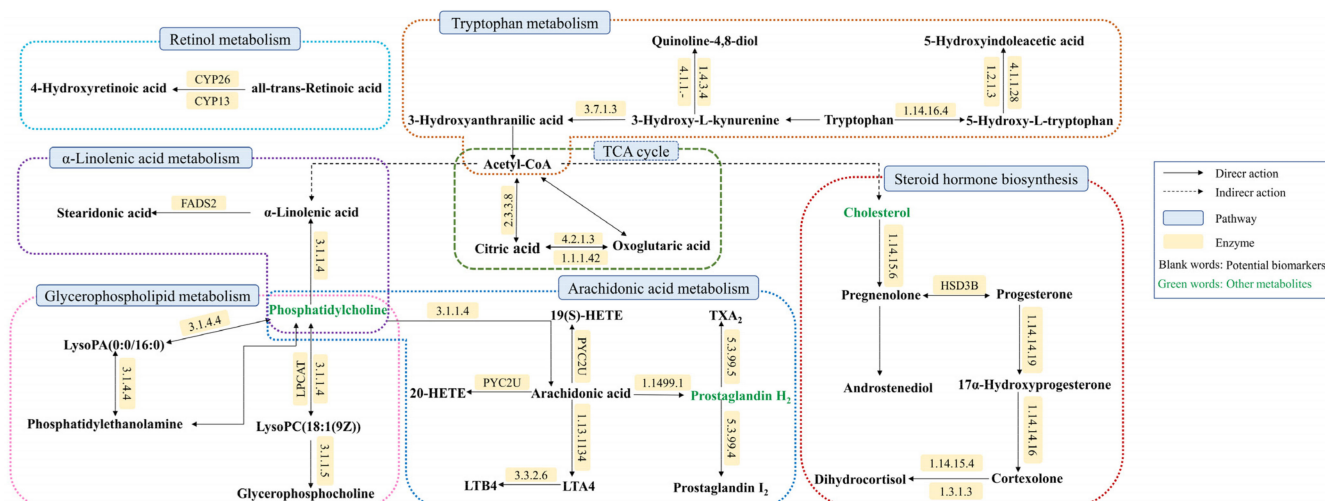 Retinol metabolism
4-Hydroxyretinoic acid
CYP26
CYP13
all-trans-Retinoic acid
Tryptophan metabolism
Quinoline-4,8-diol
5-Hydroxyindoleacetic acid
4.1.1.-
1.4.3.4
1.2.1.3
4.1.1.28
3-Hydroxyanthranilic acid
3.7.1.3
3-Hydroxy-L-kynurenine
Tryptophan
1.14.16.4
5-Hydroxy-L-tryptophan
α-Linolenic acid metabolism
Stearidonic acid
FADS2
α-Linolenic acid
3.1.1.4
TCA cycle
Acetyl-CoA
2.3.3.8
Citric acid
4.2.1.3
1.1.1.42
Oxoglutaric acid
Steroid hormone biosynthesis
Cholesterol
1.14.15.6
Pregnenolone
HSD3B
Progesterone
1.14.14.19
Androstenediol
17α-Hydroxyprogesterone
1.14.14.16
Dihydrocortisol
1.14.15.4
1.3.1.3
Cortexolone
Glycerophospholipid metabolism
Phosphatidylcholine
3.1.4.4
LysoPA(0:0/16:0)
3.1.4.4
Phosphatidylethanolamine
3.1.1.4
LPCAT
LysoPC(18:1(9Z))
3.1.1.5
Glycerophosphocholine
Arachidonic acid metabolism
3.1.1.4
19(S)-HETE
TXA₂
PYC2U
5.3.99.5
20-HETE
PYC2U
Arachidonic acid
1.1499.1
Prostaglandin H₂
1.13.1134
5.3.99.4
LTB4
3.3.2.6
LTA4
Prostaglandin I₂
Direcr action
Indirecr action
Pathway
Enzyme
Blank words: Potential biomarkers
Green words: Other metabolites